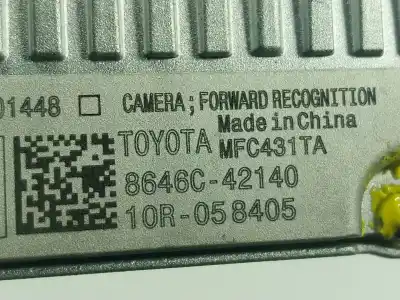 01448 □ CAMERA; FORWARD RECOGNITION
TOYOTA Made in China
MFC431TA
8646C-42140
10R-058405